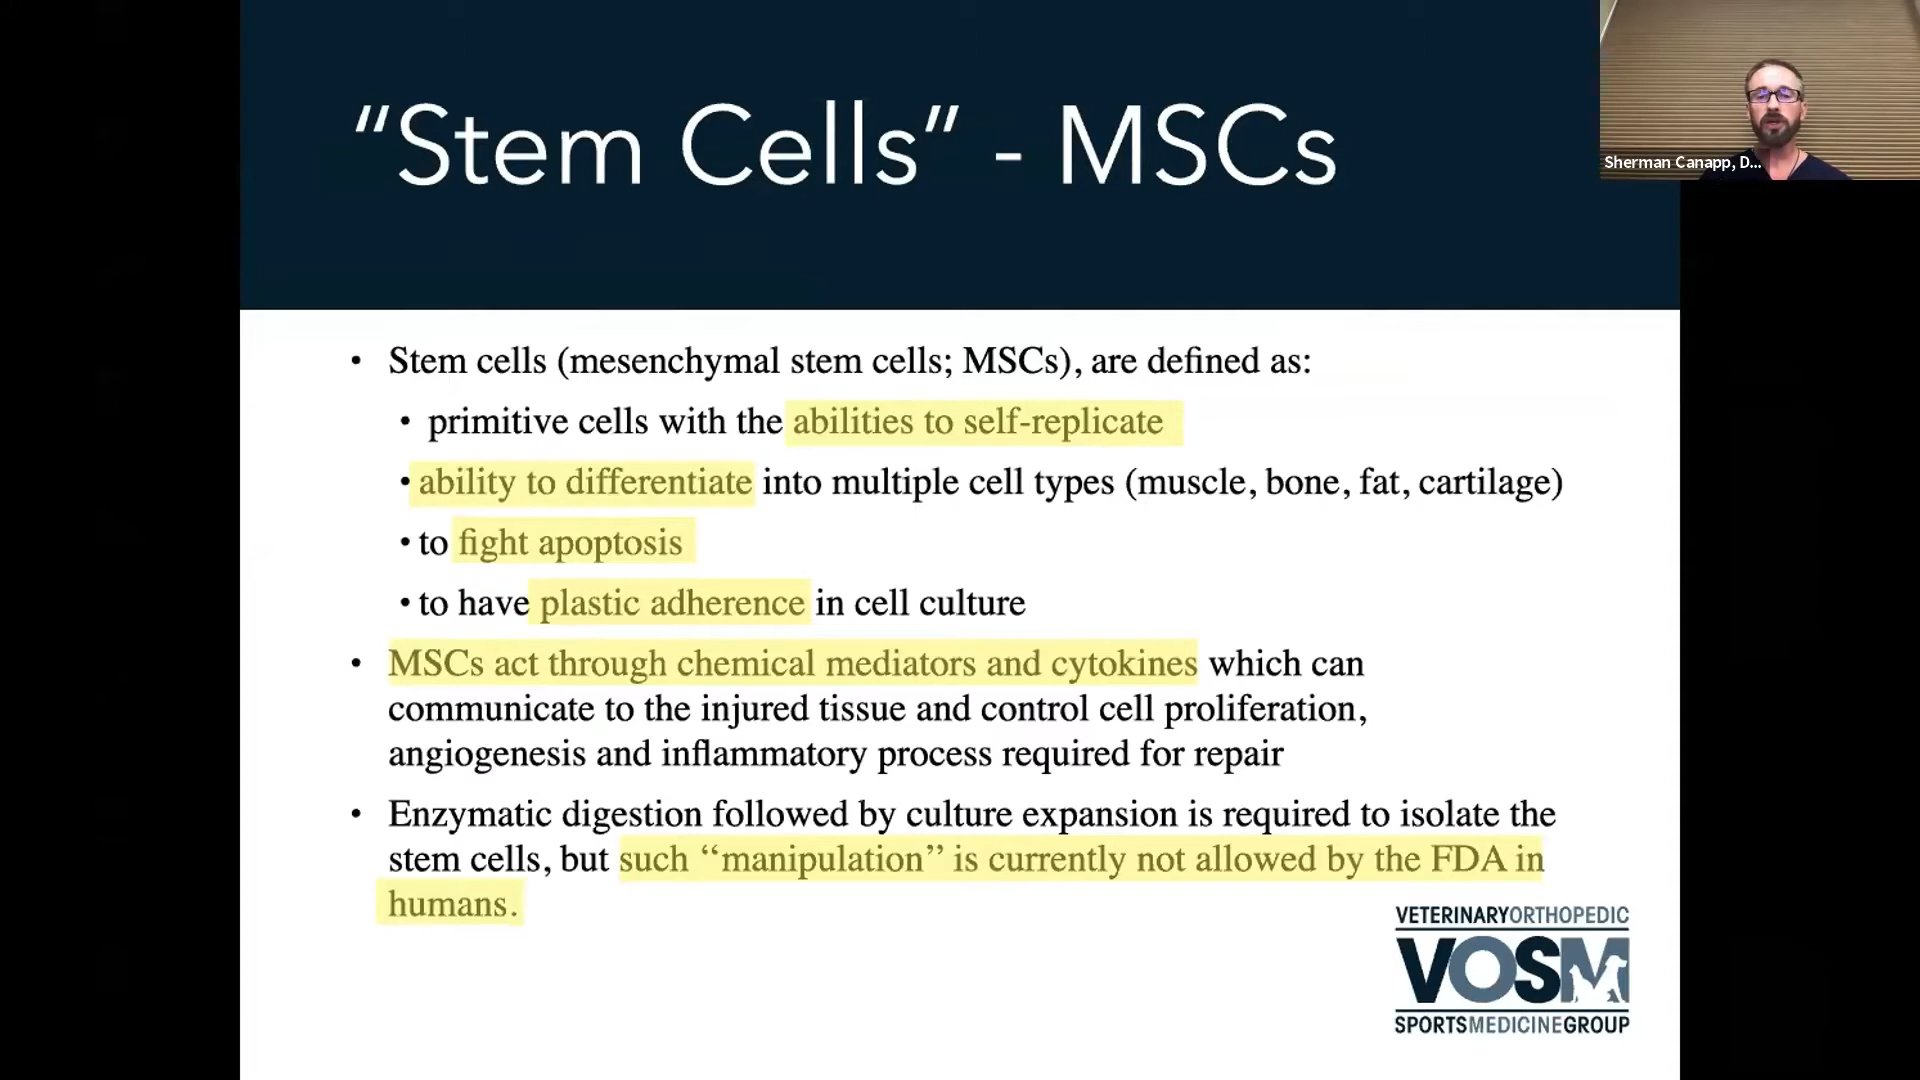 “Stem Cells” - MSCs
Sherman Canapp, D...
• Stem cells (mesenchymal stem cells; MSCs), are defined as:
• primitive cells with the abilities to self-replicate
• ability to differentiate into multiple cell types (muscle, bone, fat, cartilage)
• to fight apoptosis
• to have plastic adherence in cell culture
• MSCs act through chemical mediators and cytokines which can
communicate to the injured tissue and control cell proliferation,
angiogenesis and inflammatory process required for repair
• Enzymatic digestion followed by culture expansion is required to isolate the
stem cells, but such “manipulation” is currently not allowed by the FDA in
humans.
VETERINARYORTHOPEDIC
VOSM
SPORTSMEDICINEGROUP